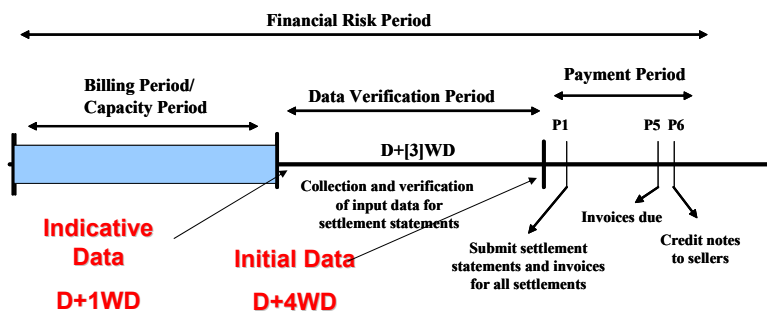 Financial Risk Period
Billing Period/
Capacity Period
Data Verification Period
Payment Period
P1
P5
P6
D+[3]WD
Collection and verification
of input data for
settlement statements
Indicative
Data
D+1WD
Initial Data
D+4WD
Submit settlement
statements and invoices
for all settlements
Invoices due
Credit notes
to sellers